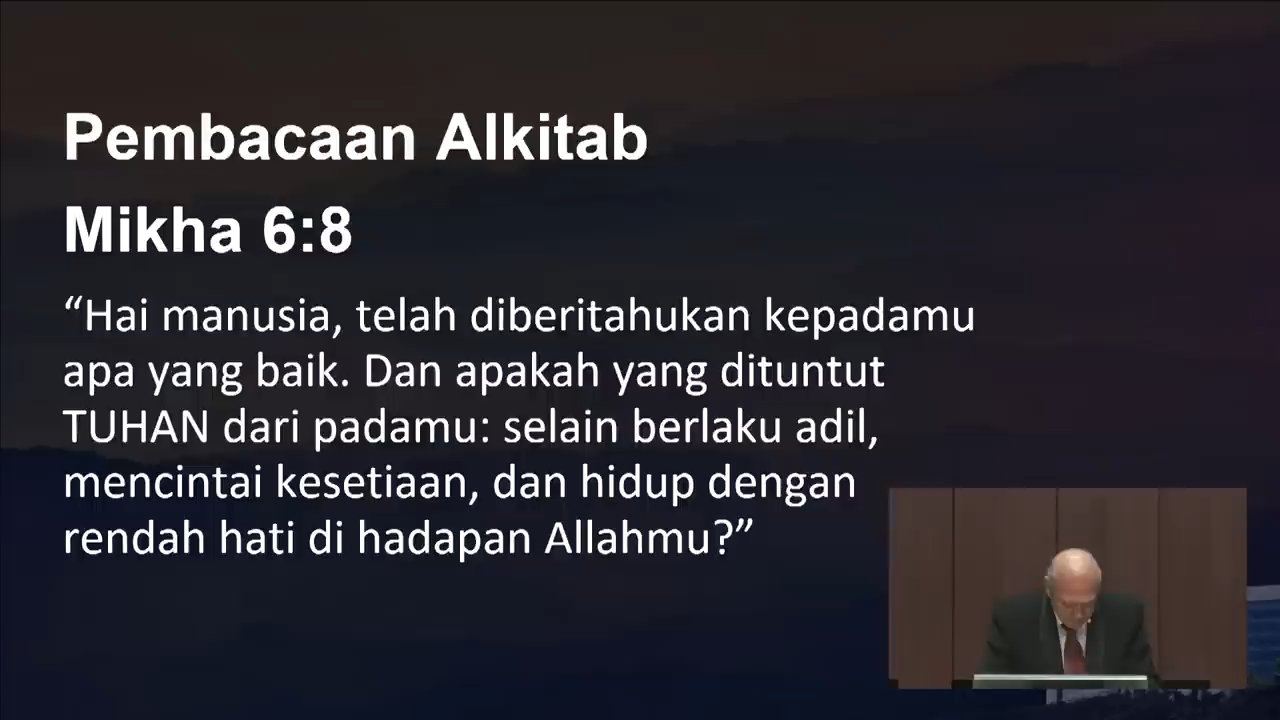 Pembacaan Alkitab
Mikha 6:8
“Hai manusia, telah diberitahukan kepadamu
apa yang baik. Dan apakah yang dituntut
TUHAN dari padamu: selain berlaku adil,
mencintai kesetiaan, dan hidup dengan
rendah hati di hadapan Allahmu?”